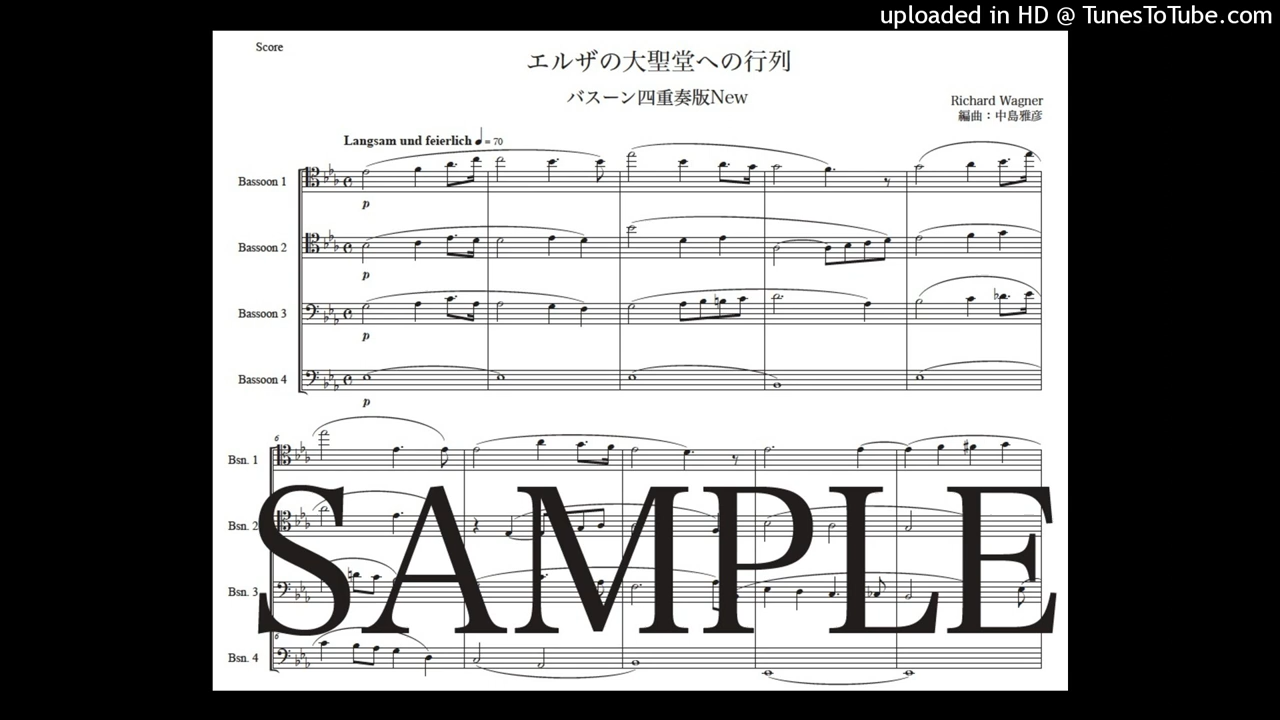 uploaded in HD @ TunesToTube.com
Score
エルザの大聖堂への行列
バスーン四重奏版New
Richard Wagner
編曲:中島雅彦
Langsam und feierlich ♩= 70
Bassoon 1
p
Bassoon 2
p
Bassoon 3
p
Bassoon 4
p
6
Bsn. 1
Bsn. 2
Bsn. 3
6
Bsn. 4
SAMPLE